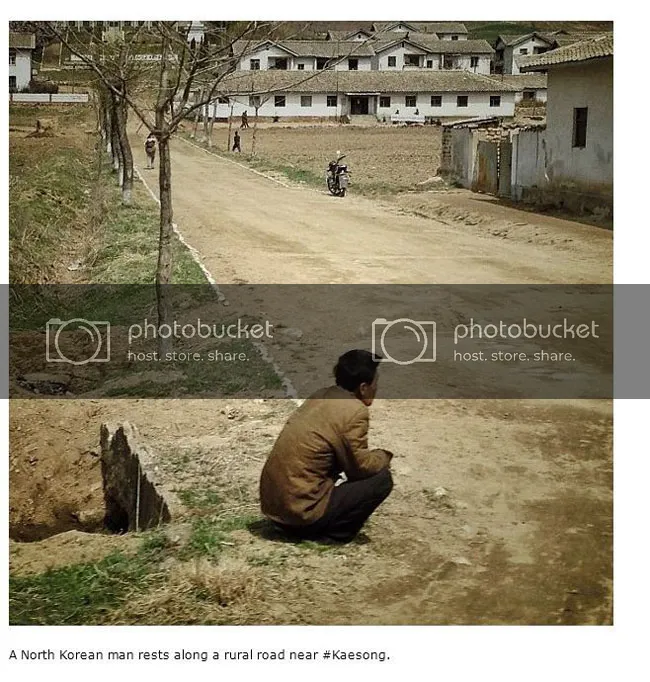 photobucket photobucket
host. store. share. host. store. share.
A North Korean man rests along a rural road near #Kaesong.